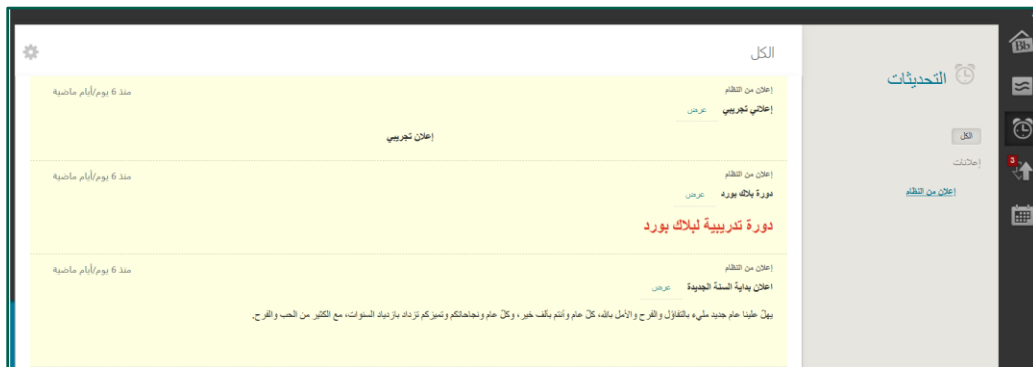 التحديثات
الكل
إعلانات
إعلان من النظام
الكل
إعلان من النظام
منذ 6 يوم/أيام ماضية
إعلاني تجريبي عرض
إعلان تجريبي
إعلان من النظام
منذ 6 يوم/أيام ماضية
دورة بلاك بورد عرض
دورة تدريبية لبلاك بورد
إعلان من النظام
منذ 6 يوم/أيام ماضية
اعلان بداية السنة الجديدة عرض
يهلّ علينا عام جديد مليء بالتفاؤل والفرح والأمل بالله، كلّ عام وأنتم بألف خير، وكلّ عام ونجاحاتكم وتميزكم تزداد بازدياد السنوات، مع الكثير من الحب والفرح.
Bb
3